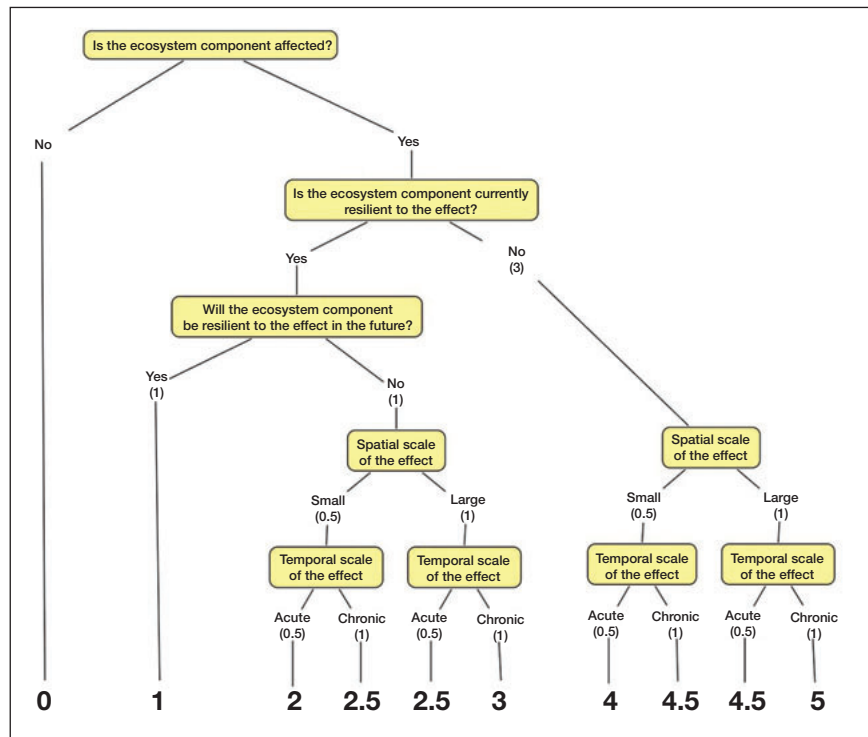 Is the ecosystem component affected?
No
Yes
Is the ecosystem component currently
resilient to the effect?
Yes
No
(3)
Will the ecosystem component
be resilient to the effect in the future?
Yes
(1)
No
(1)
Spatial scale
of the effect
Spatial scale
of the effect
Small
(0.5)
Large
(1)
Small
(0.5)
Large
(1)
Temporal scale
of the effect
Temporal scale
of the effect
Temporal scale
of the effect
Temporal scale
of the effect
Acute
(0.5)
Chronic
(1)
Acute
(0.5)
Chronic
(1)
Acute
(0.5)
Chronic
(1)
Acute
(0.5)
Chronic
(1)
0 1 2 2.5 2.5 3 4 4.5 4.5 5